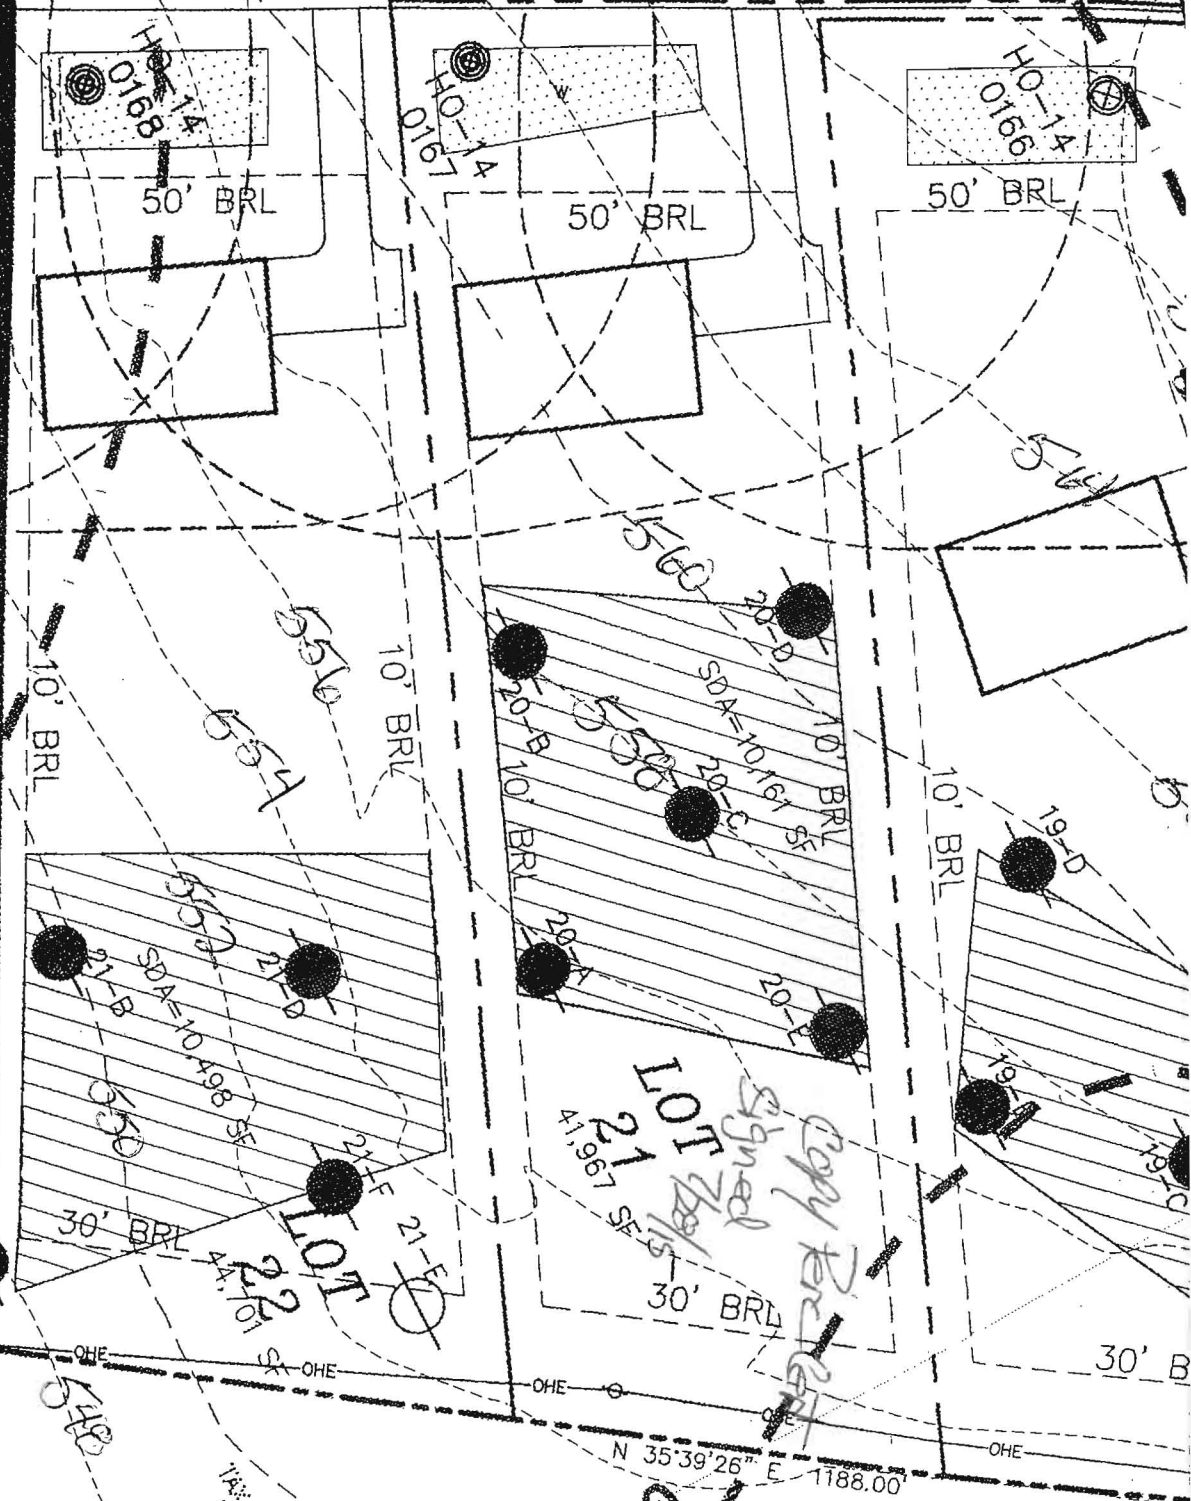 HO-14
0168
HO-14
0167
HO-14
0166
50' BRL
50' BRL
50' BRL
564
560
556
554
558
552
550
548
10' BRL
10' BRL
10' BRL
10' BRL
10' BRL
20-B
20-D
20-C
20-A
20-E
SDA=10,161 SF
19-D
19-A
19-C
21-B
21-D
21-F
21-E
SDA=10,498 SF
LOT
21
41,967 SF
LOT
22
44,701 SF
30' BRL
30' BRL
30' B
Copy
signed
OHE
OHE
OHE
OHE
OHE
N 35°39'26" E 1188.00'